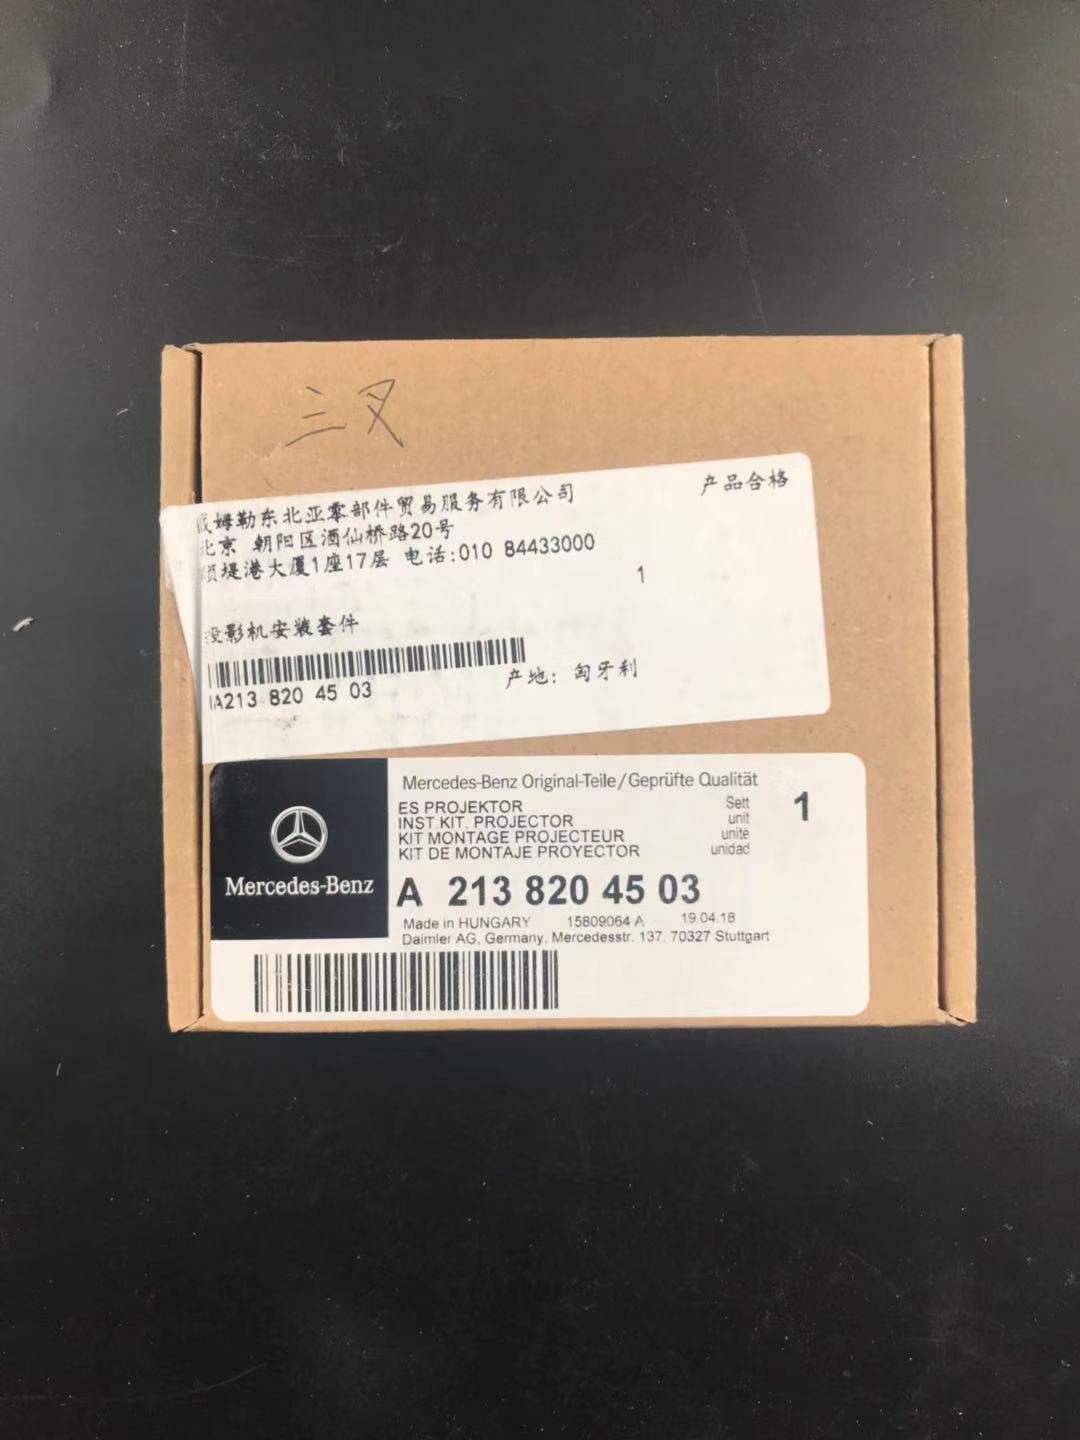 三叉
戴姆勒东北亚零部件贸易服务有限公司
产品合格
北京 朝阳区酒仙桥路20号
颐堤港大厦1座17层 电话:010 84433000
1
投影机安装套件
产地: 匈牙利
A213 820 45 03
Mercedes-Benz
Mercedes-Benz Original-Teile/Geprüfte Qualität
ES PROJEKTOR Sett
INST.KIT, PROJECTOR unit
KIT MONTAGE PROJECTEUR unité
KIT DE MONTAJE PROYECTOR unidad
1
A 213 820 45 03
Made in HUNGARY 15809064 A 19.04.18
Daimler AG, Germany, Mercedesstr. 137, 70327 Stuttgart